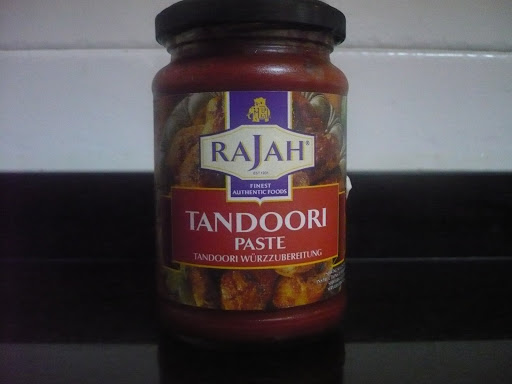 RAJAH®
FINEST
AUTHENTIC FOODS
TANDOORI
PASTE
TANDOORI WÜRZZUBEREITUNG